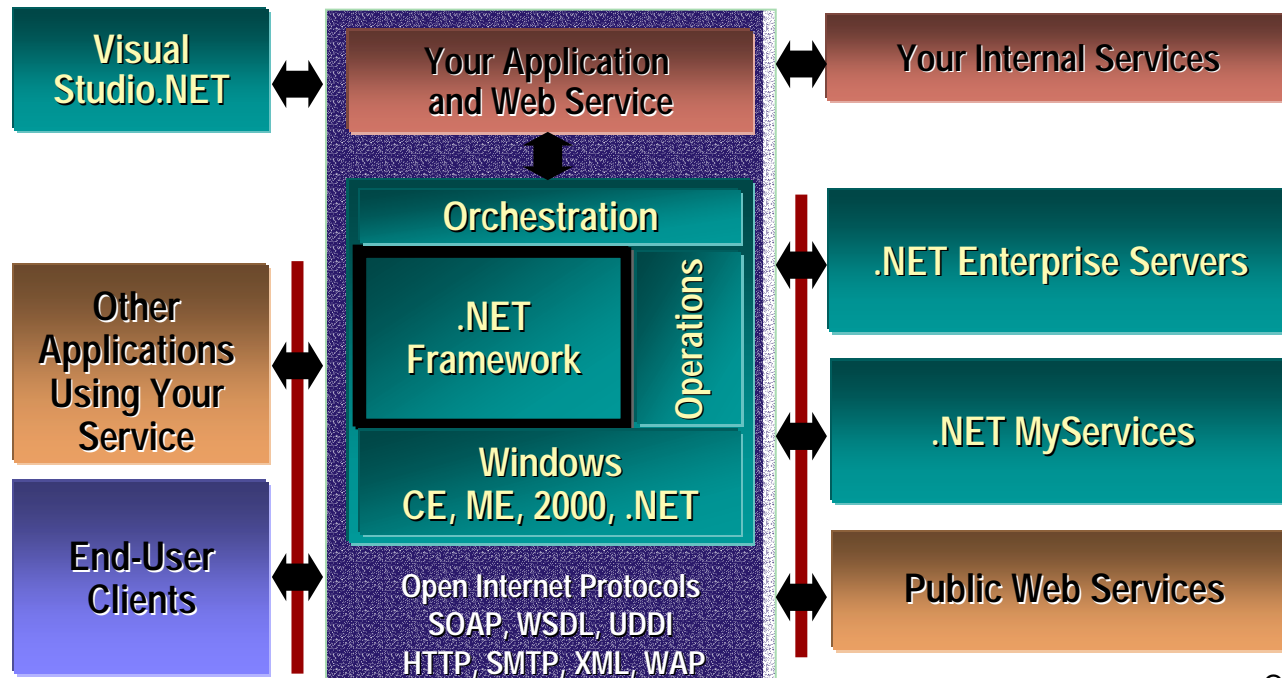 Visual
Studio.NET
Your Application
and Web Service
Your Internal Services
Orchestration
.NET
Framework
Operations
Windows
CE, ME, 2000, .NET
Open Internet Protocols
SOAP, WSDL, UDDI
HTTP, SMTP, XML, WAP
Other
Applications
Using Your
Service
End-User
Clients
.NET Enterprise Servers
.NET MyServices
Public Web Services